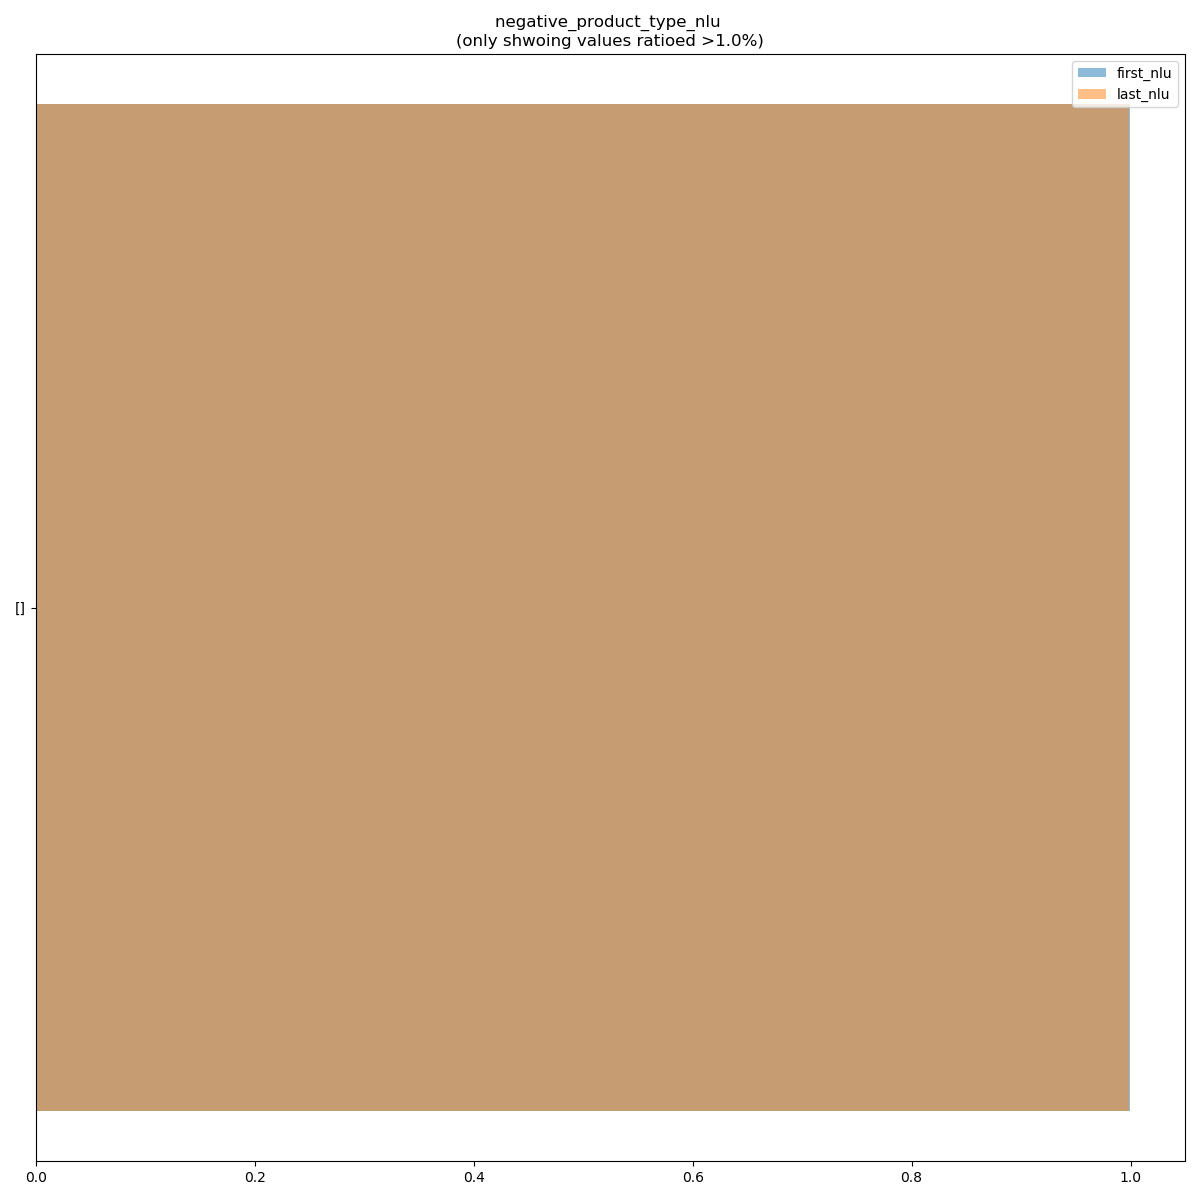 negative_product_type_nlu
(only shwoing values ratioed >1.0%)
first_nlu
last_nlu
[]
0.0
0.2
0.4
0.6
0.8
1.0